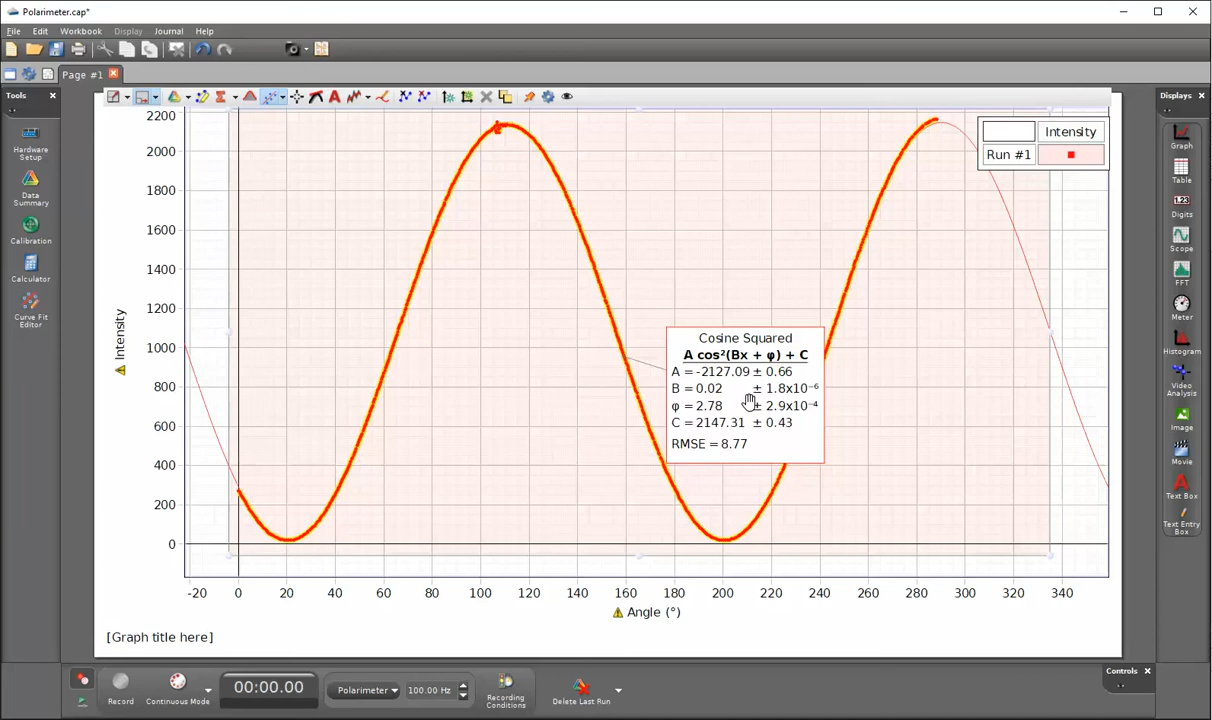 Polarimeter.cap*
File Edit Workbook Display Journal Help
Page #1
Tools
Hardware
Setup
Data
Summary
Calibration
Calculator
Curve Fit
Editor
2200
2000
1800
1600
1400
1200
1000
800
600
400
200
0
Intensity
-20 0 20 40 60 80 100 120 140 160 180 200 220 240 260 280 300 320 340
Angle (°)
[Graph title here]
Intensity
Run #1
Cosine Squared
A cos²(Bx + φ) + C
A = -2127.09 ± 0.66
B = 0.02 ± 1.8x10⁻⁶
φ = 2.78 ± 2.9x10⁻⁴
C = 2147.31 ± 0.43
RMSE = 8.77
Displays
Graph
Table
1.23
Digits
Scope
FFT
Meter
Histogram
Video
Analysis
Image
Movie
Text Box
Text Entry
Box
Record
Continuous Mode
00:00.00
Polarimeter
100.00 Hz
Recording
Conditions
Delete Last Run
Controls